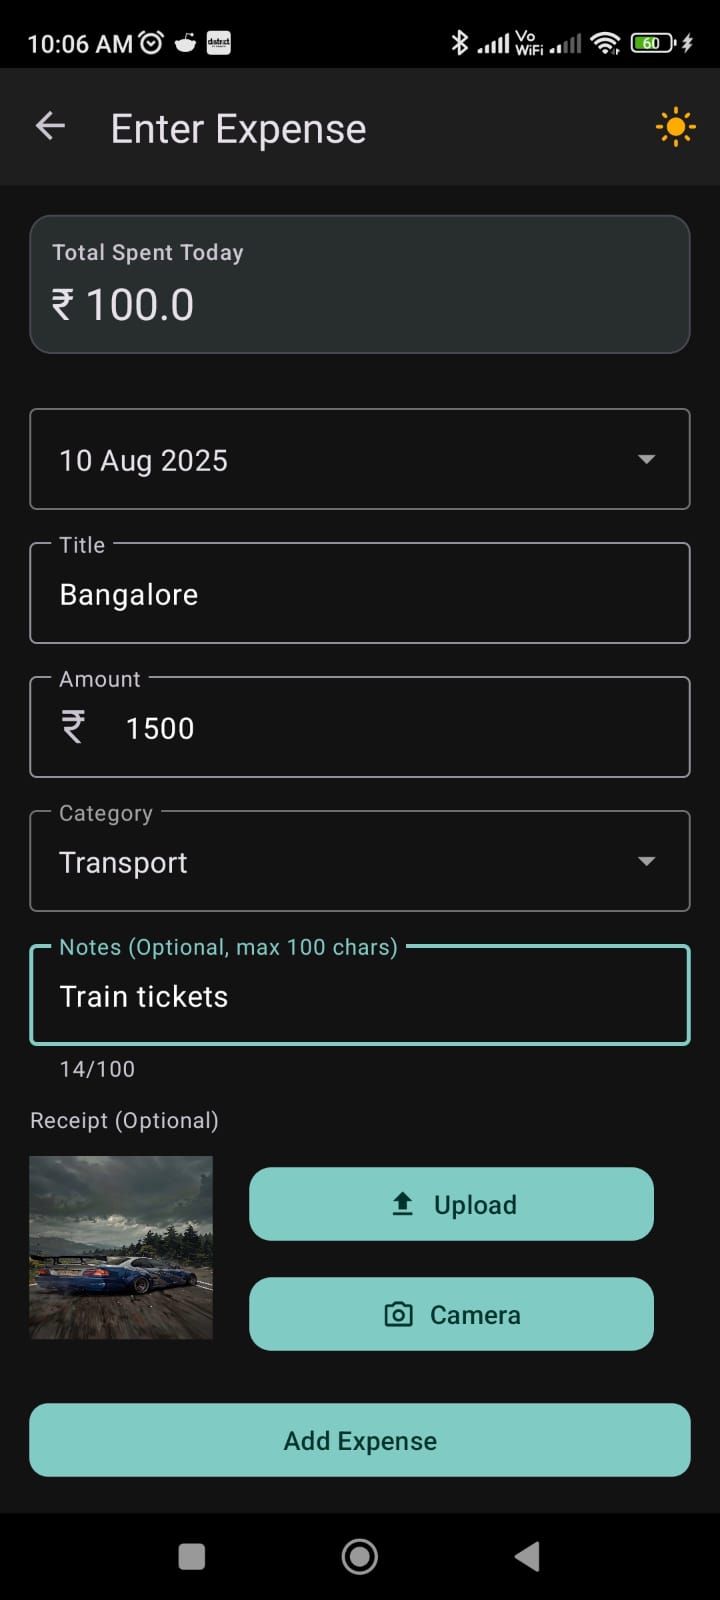 10:06 AM
district
Vo
WiFi
60
Enter Expense
Total Spent Today
₹ 100.0
10 Aug 2025
Title
Bangalore
Amount
₹ 1500
Category
Transport
Notes (Optional, max 100 chars)
Train tickets
14/100
Receipt (Optional)
Upload
Camera
Add Expense